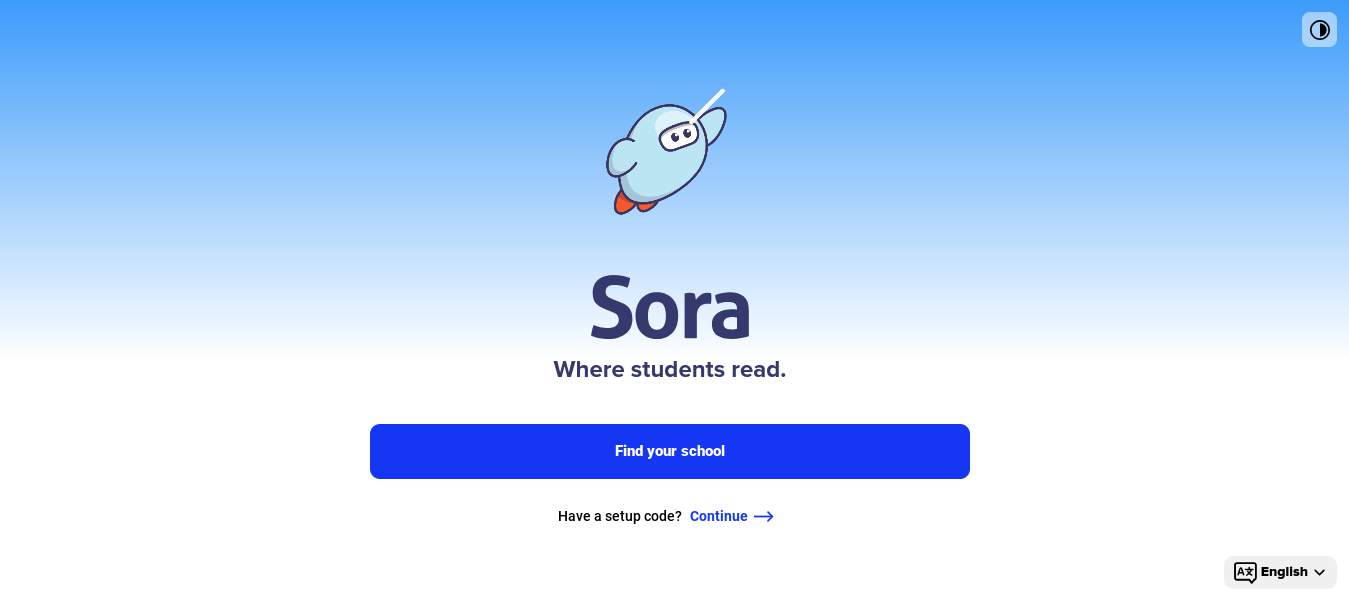 Sora
Where students read.
Find your school
Have a setup code? Continue
English